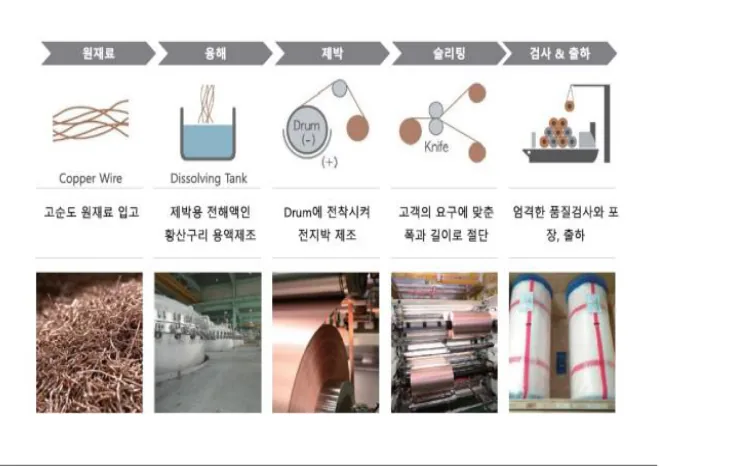 원재료
용해
제박
슬리팅
검사 & 출하
Drum
(-)
(+)
Knife
Copper Wire
Dissolving Tank
고순도 원재료 입고
제박용 전해액인
황산구리 용액제조
Drum에 전착시켜
전지박 제조
고객의 요구에 맞춘
폭과 길이로 절단
엄격한 품질검사와 포
장, 출하